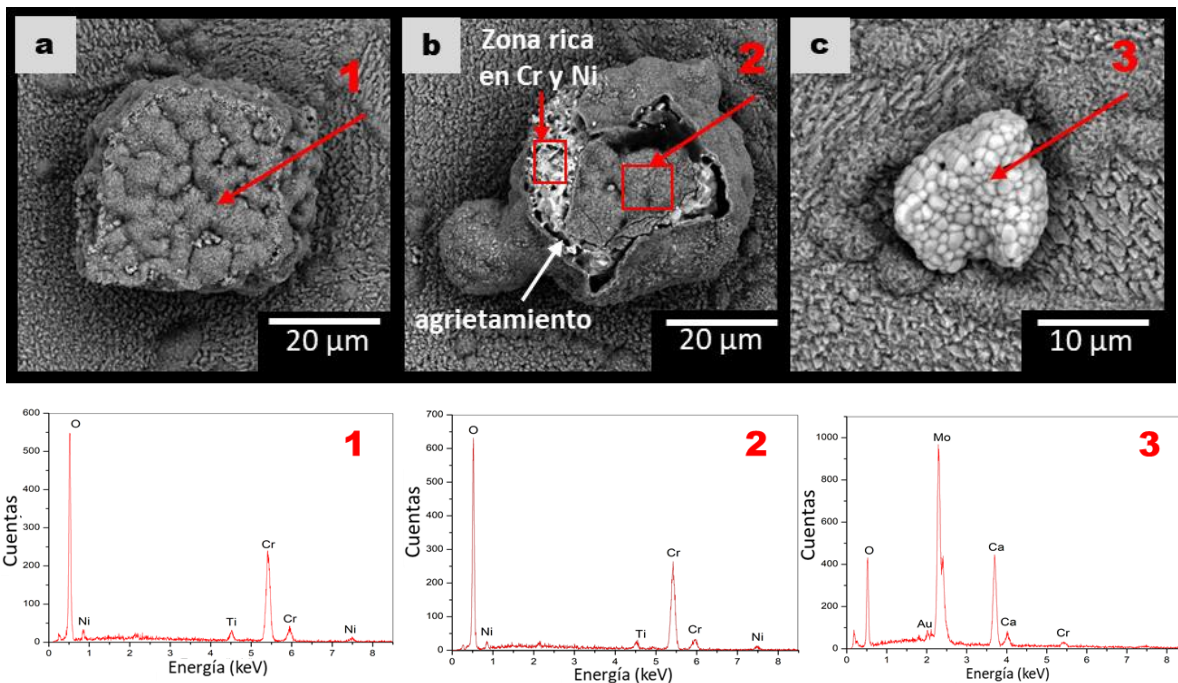 a
1
20 µm
b
Zona rica
en Cr y Ni
2
agrietamiento
20 µm
c
3
10 µm
600
500
400
300
200
100
0
Cuentas
O
Ni
Ti
Cr
Cr
Ni
1
0 1 2 3 4 5 6 7 8
Energía (keV)
700
600
500
400
300
200
100
0
Cuentas
O
Ni
Ti
Cr
Cr
Ni
2
0 1 2 3 4 5 6 7 8
Energía (keV)
1000
800
600
400
200
0
Cuentas
O
Au
Mo
Ca
Ca
Cr
3
0 2 4 6 8
Energía (keV)